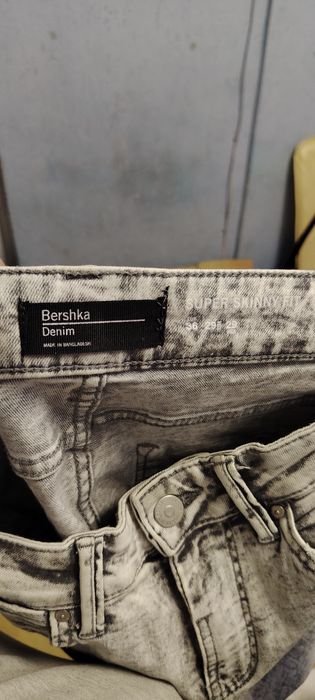 Bershka
Denim
MADE IN BANGLADESH
SUPER SKINNY FIT